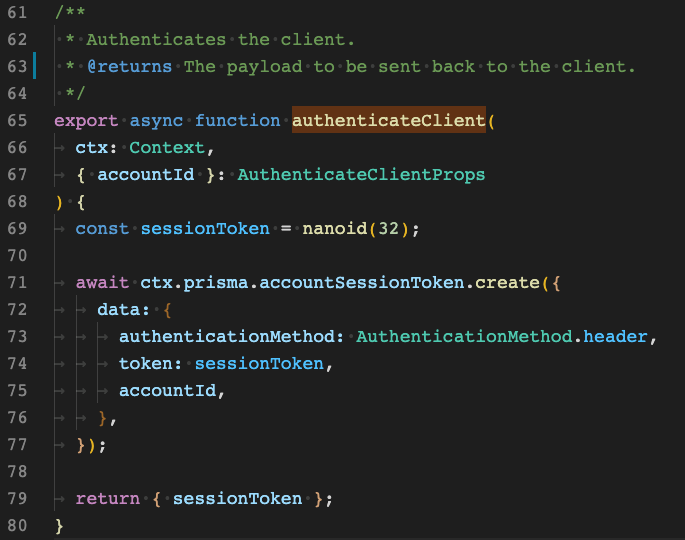 61 /**
62  * Authenticates the client.
63  * @returns The payload to be sent back to the client.
64  */
65 export async function authenticateClient(
66   ctx: Context,
67   { accountId }: AuthenticateClientProps
68 ) {
69   const sessionToken = nanoid(32);
70
71   await ctx.prisma.accountSessionToken.create({
72     data: {
73       authenticationMethod: AuthenticationMethod.header,
74       token: sessionToken,
75       accountId,
76     },
77   });
78
79   return { sessionToken };
80 }